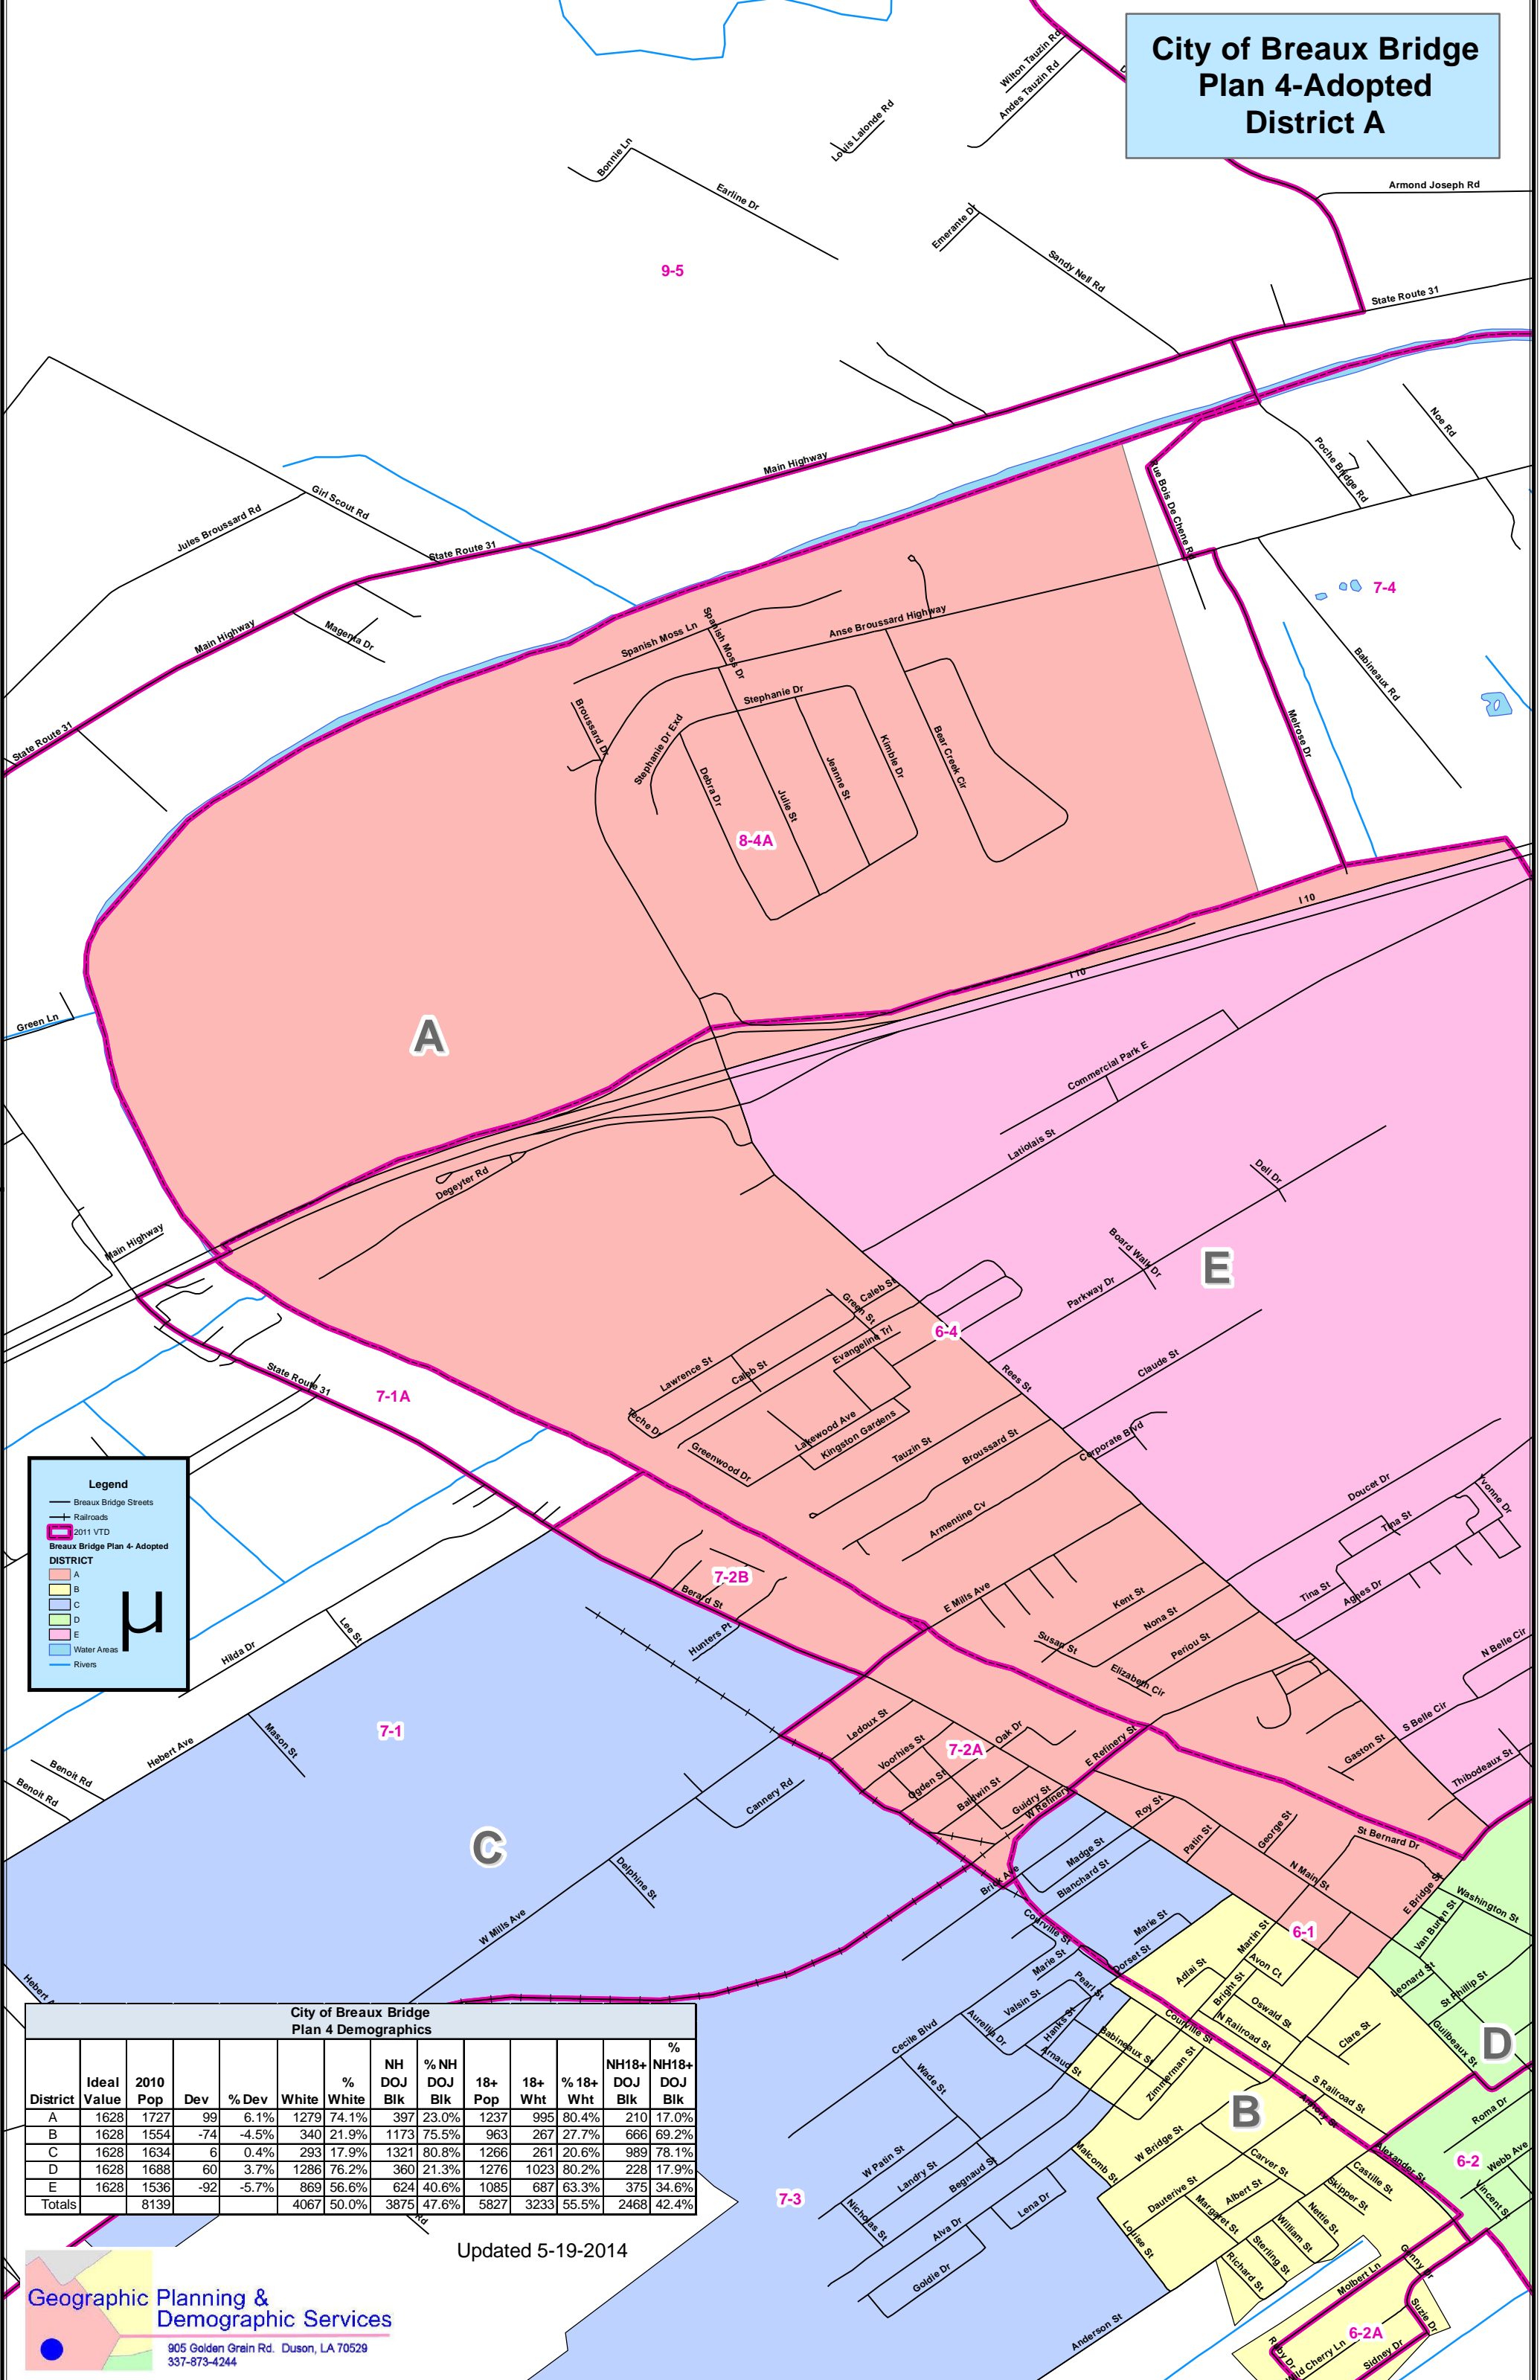 City of Breaux Bridge
Plan 4-Adopted
District A
Wilton Tauzin Rd
Andes Tauzin Rd
Louis Lalonde Rd
Bonnie Ln
Earline Dr
Armond Joseph Rd
Emerante Dr
Sandy Nell Rd
9-5
State Route 31
Noe Rd
Poche Bridge Rd
Main Highway
Rue Bois De Chene Rd
Girl Scout Rd
Jules Broussard Rd
State Route 31
7-4
Main Highway
Magenta Dr
Spanish Moss Ln
Spanish Moss Dr
Anse Broussard Highway
Babineaux Rd
Stephanie Dr
Broussard Dr
Stephanie Dr Exd
State Route 31
Melrose Dr
Kimble Dr
Bear Creek Cir
Debra Dr
Julie St
Jeanne St
8-4A
I 10
I 10
Green Ln
A
Commercial Park E
Latiolais St
Degeyter Rd
Dell Dr
Main Highway
Board Walk Dr
E
Parkway Dr
Caleb St
Green St
6-4
Evangeline Trl
Lawrence St
Caleb St
Claude St
Rees St
State Route 31
7-1A
Teche Dr
Lakewood Ave
Kingston Gardens
Greenwood Dr
Tauzin St
Broussard St
Corporate Blvd
Armentine Cv
Doucet Dr
Yvonne Dr
Tina St
Legend
Breaux Bridge Streets
Railroads
2011 VTD
Breaux Bridge Plan 4- Adopted
DISTRICT
A
B
C
D
E
Water Areas
Rivers
µ
7-2B
Berard St
Hunters Pt
E Mills Ave
Kent St
Nona St
Periou St
Susan St
Elizabeth Cir
Tina St
Agnes Dr
N Belle Cir
S Belle Cir
Lee St
Hilda Dr
7-1
Mason St
Hebert Ave
Benoit Rd
Benoit Rd
Ledoux St
Voorhies St
Oak Dr
7-2A
Ogden St
Baldwin St
Guidry St
E Refinery St
W Refinery
Gaston St
Thibodeaux St
Cannery Rd
C
Roy St
Patin St
George St
St Bernard Dr
N Main St
Madge St
Blanchard St
Brick Ave
Delphine St
W Mills Ave
E Bridge St
Washington St
Van Buren St
Courville St
Marie St
Marie St
Dorset St
Martin St
6-1
Avon Ct
Adlai St
Bright St
Leonard St
St Phillip St
Guilbeaux St
Pearl St
Valsin St
Aurellia Dr
Hanks St
Cecile Blvd
Arnaud St
Babineaux St
Courville St
Oswald St
N Railroad St
Clare St
Zimmerman St
D
Wade St
S Railroad St
B
Roma Dr
Alexander St
6-2
Webb Ave
W Bridge St
Malcomb St
Carver St
Castille St
Skipper St
Albert St
Dauterive St
Margaret St
Nettie St
William St
Sterling St
Richard St
Louise St
W Patin St
Landry St
Begnaud St
7-3
Nicholas St
Lena Dr
Alva Dr
Goldie Dr
Molbert Ln
Suzie Dr
6-2A
Sidney Dr
Anderson St
City of Breaux Bridge
Plan 4 Demographics
District Ideal Value 2010 Pop Dev % Dev White % White NH DOJ Blk % NH DOJ Blk 18+ Pop 18+ Wht % 18+ Wht NH18+ DOJ Blk % NH18+ DOJ Blk
A 1628 1727 99 6.1% 1279 74.1% 397 23.0% 1237 995 80.4% 210 17.0%
B 1628 1554 -74 -4.5% 340 21.9% 1173 75.5% 963 267 27.7% 666 69.2%
C 1628 1634 6 0.4% 293 17.9% 1321 80.8% 1266 261 20.6% 989 78.1%
D 1628 1688 60 3.7% 1286 76.2% 360 21.3% 1276 1023 80.2% 228 17.9%
E 1628 1536 -92 -5.7% 869 56.6% 624 40.6% 1085 687 63.3% 375 34.6%
Totals 8139 4067 50.0% 3875 47.6% 5827 3233 55.5% 2468 42.4%
Updated 5-19-2014
Geographic Planning &
Demographic Services
905 Golden Grain Rd. Duson, LA 70529
337-873-4244